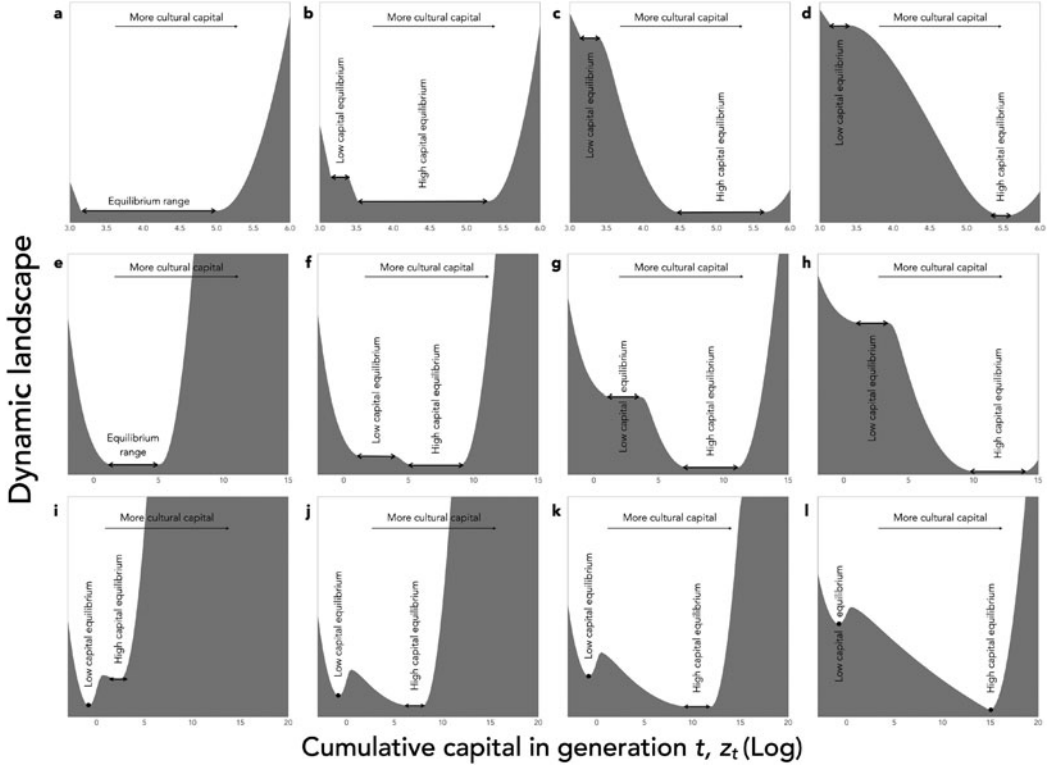 Dynamic landscape
a
More cultural capital
Equilibrium range
3.0 3.5 4.0 4.5 5.0 5.5 6.0
b
More cultural capital
Low capital equilibrium
High capital equilibrium
3.0 3.5 4.0 4.5 5.0 5.5 6.0
c
More cultural capital
Low capital equilibrium
High capital equilibrium
3.0 3.5 4.0 4.5 5.0 5.5 6.0
d
More cultural capital
Low capital equilibrium
High capital equilibrium
3.0 3.5 4.0 4.5 5.0 5.5 6.0
e
More cultural capital
Equilibrium
range
0 5 10 15
f
More cultural capital
Low capital equilibrium
High capital equilibrium
0 5 10 15
g
More cultural capital
Low capital equilibrium
High capital equilibrium
0 5 10 15
h
More cultural capital
Low capital equilibrium
High capital equilibrium
0 5 10 15
i
More cultural capital
Low capital equilibrium
High capital equilibrium
0 5 10 15 20
j
More cultural capital
Low capital equilibrium
High capital equilibrium
0 5 10 15 20
k
More cultural capital
Low capital equilibrium
High capital equilibrium
0 5 10 15 20
l
More cultural capital
Low capital equilibrium
High capital equilibrium
0 5 10 15 20
Cumulative capital in generation t, z_t (Log)